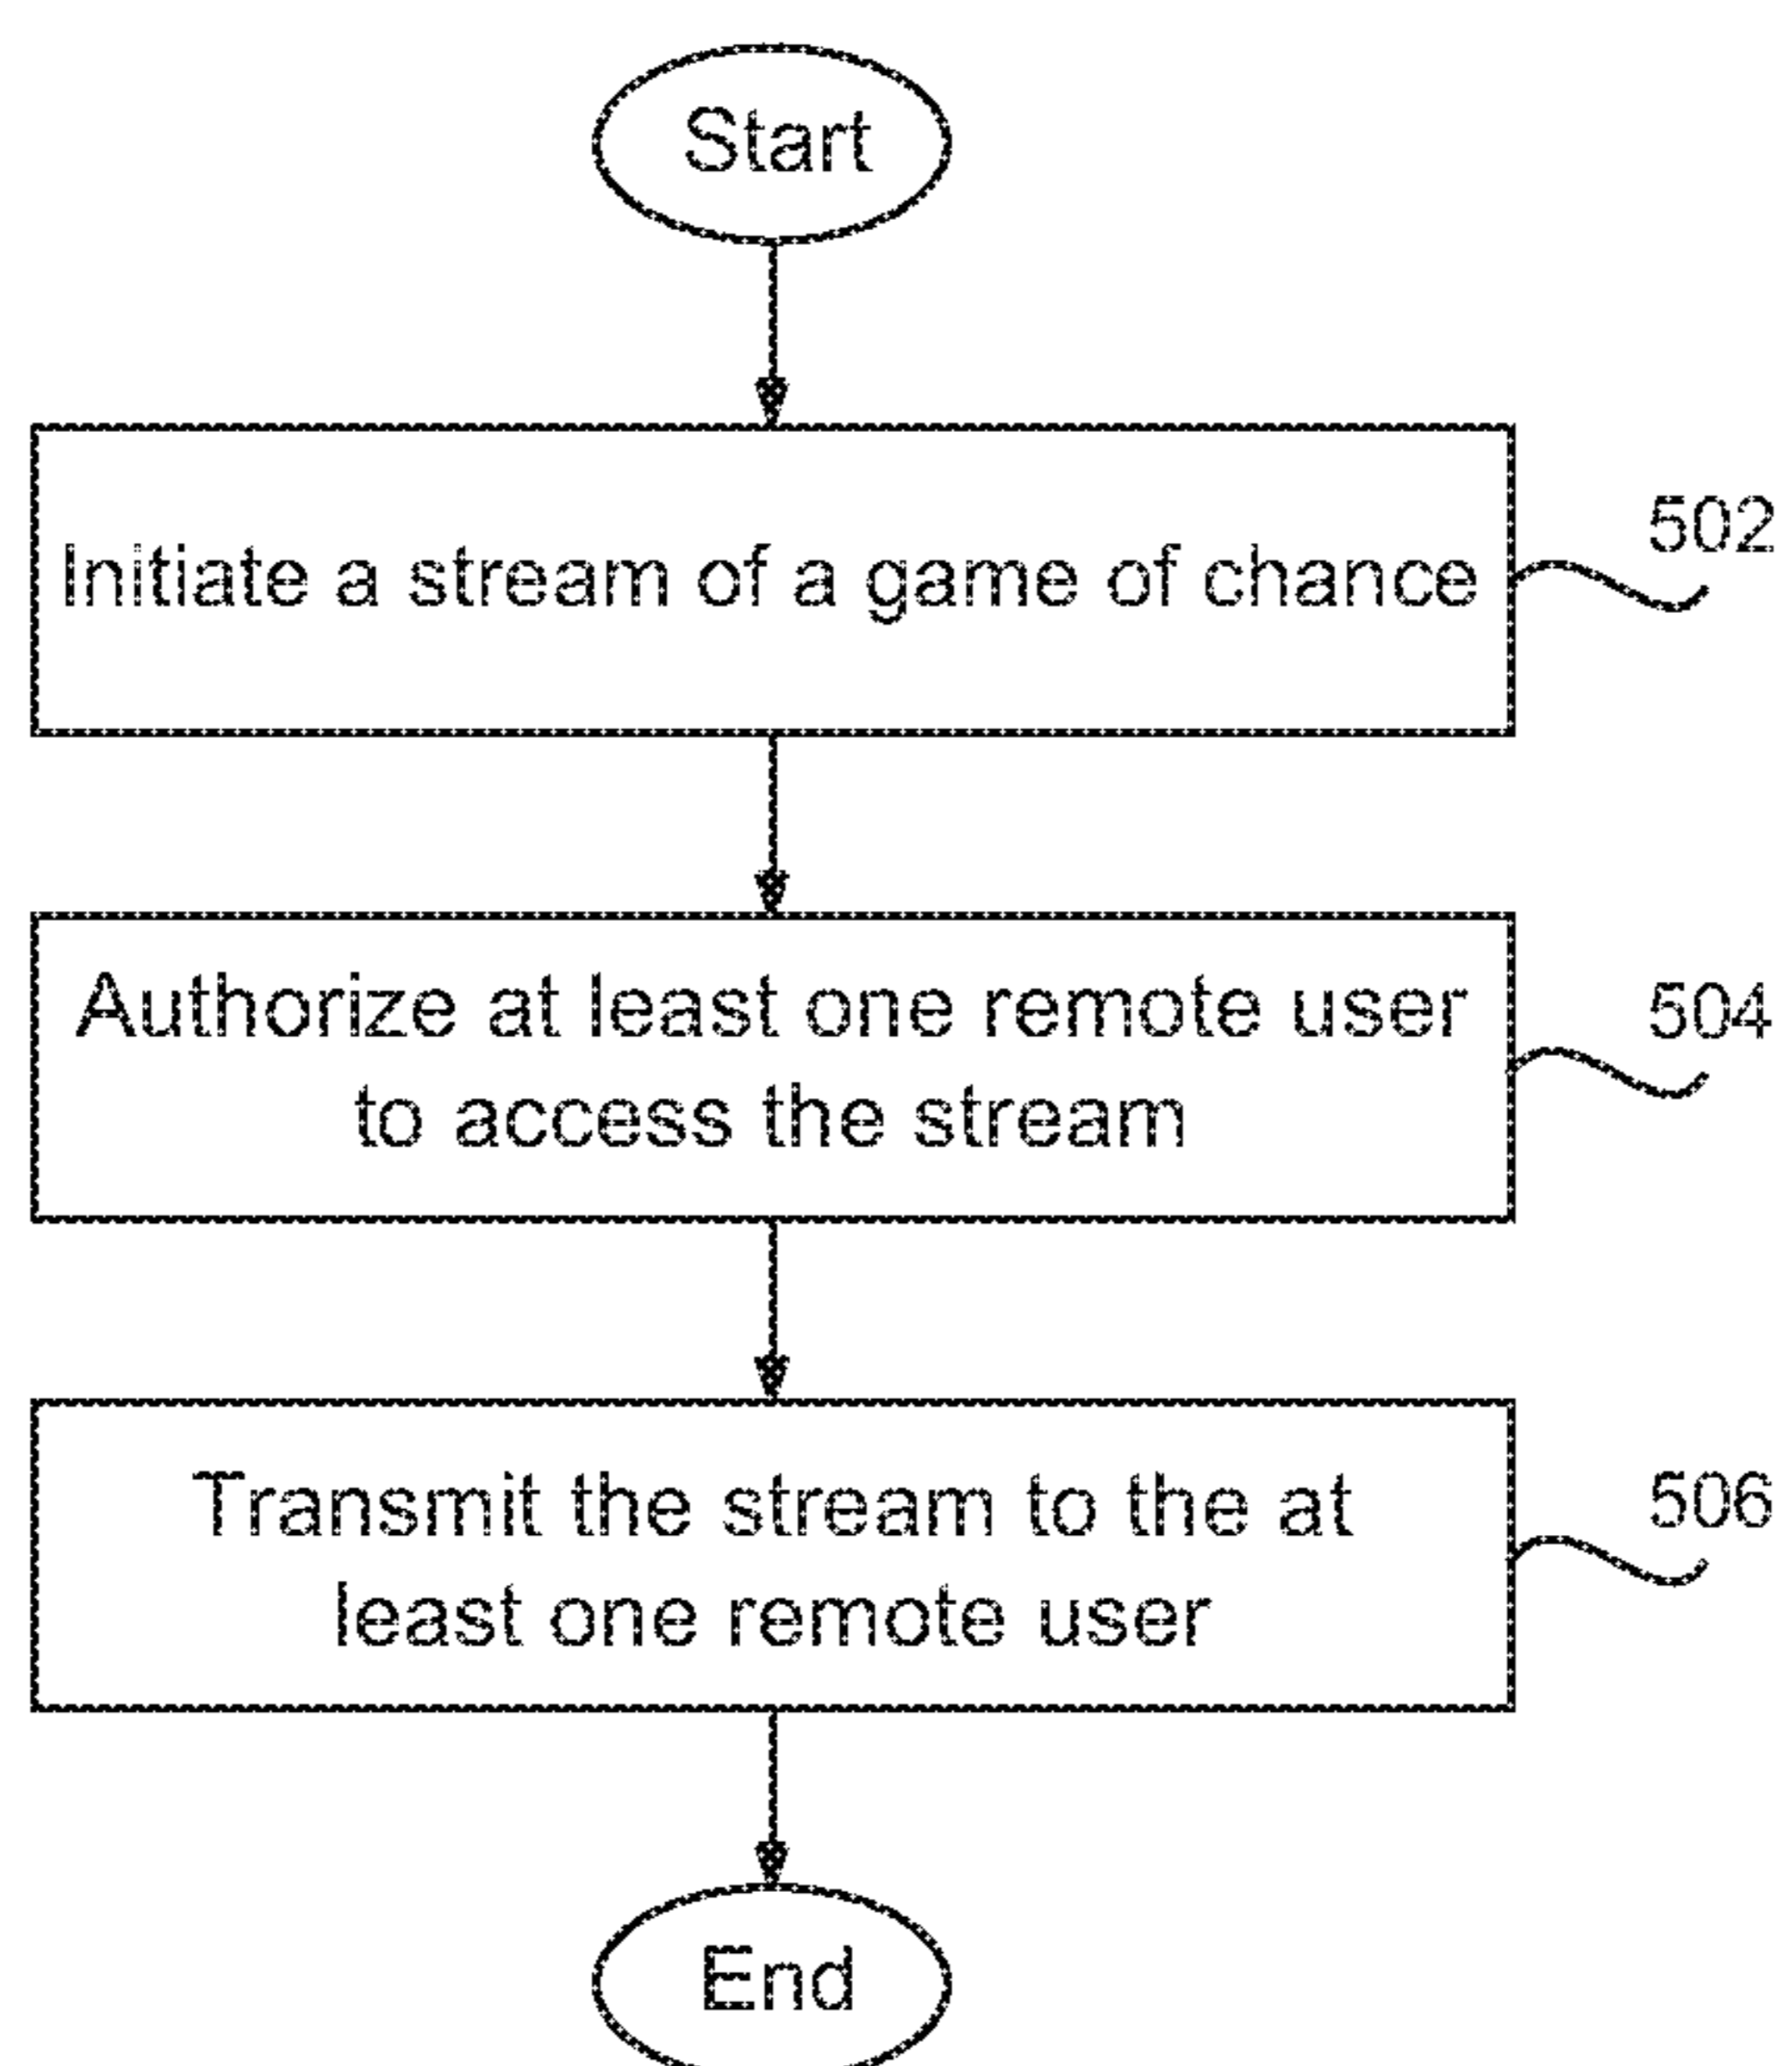 Start
Initiate a stream of a game of chance
502
Authorize at least one remote user
to access the stream
504
Transmit the stream to the at
least one remote user
506
End